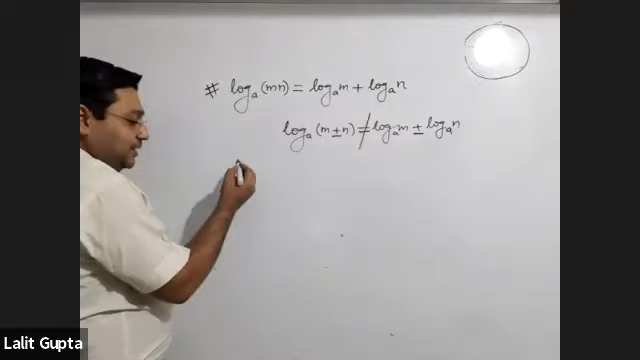 # logₐ(mn) = logₐm + logₐn
logₐ(m ± n) ≠ logₐm ± logₐn
Lalit Gupta